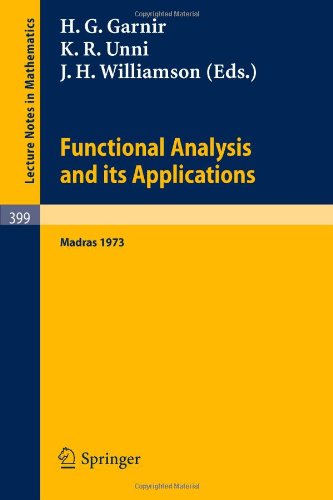 H. G. Garnir
K. R. Unni
J. H. Williamson (Eds.)
Lecture Notes in Mathematics
399
Functional Analysis
and its Applications
Madras 1973
Springer